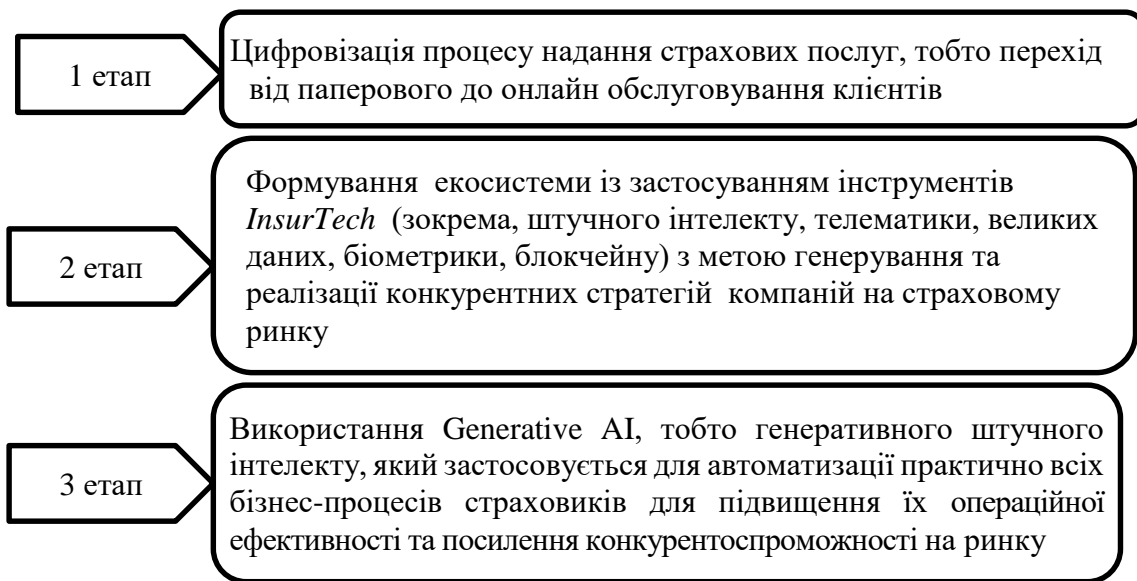 1 етап
Цифровізація процесу надання страхових послуг, тобто перехід
від паперового до онлайн обслуговування клієнтів
2 етап
Формування екосистеми із застосуванням інструментів
InsurTech (зокрема, штучного інтелекту, телематики, великих
даних, біометрики, блокчейну) з метою генерування та
реалізації конкурентних стратегій компаній на страховому
ринку
3 етап
Використання Generative AI, тобто генеративного штучного
інтелекту, який застосовується для автоматизації практично всіх
бізнес-процесів страховиків для підвищення їх операційної
ефективності та посилення конкурентоспроможності на ринку